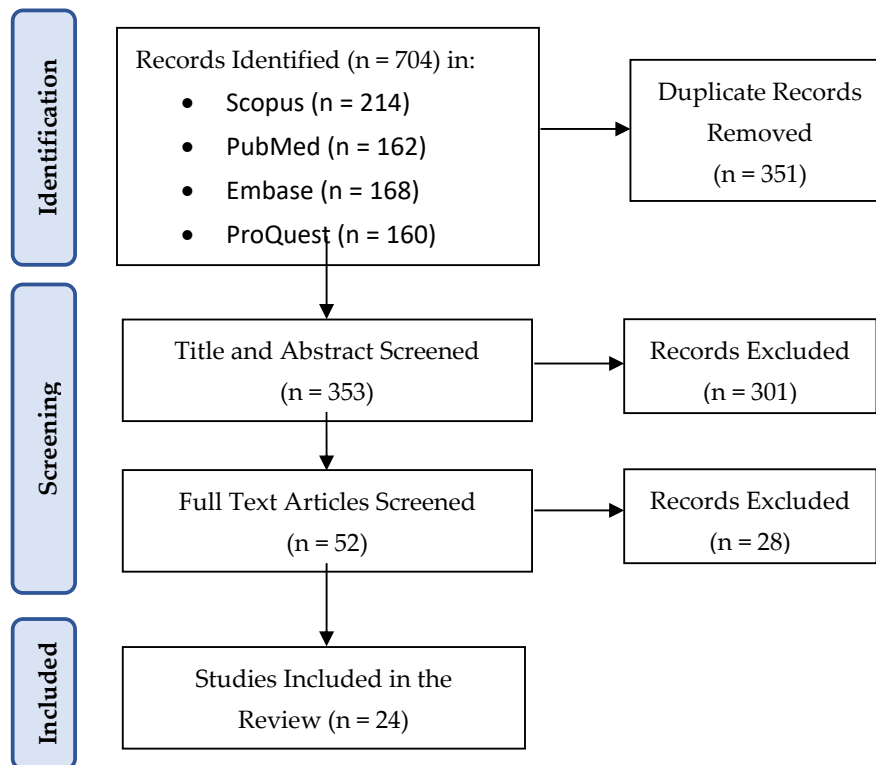 Identification
Records Identified (n = 704) in:
• Scopus (n = 214)
• PubMed (n = 162)
• Embase (n = 168)
• ProQuest (n = 160)
Duplicate Records
Removed
(n = 351)
Screening
Title and Abstract Screened
(n = 353)
Records Excluded
(n = 301)
Full Text Articles Screened
(n = 52)
Records Excluded
(n = 28)
Included
Studies Included in the
Review (n = 24)